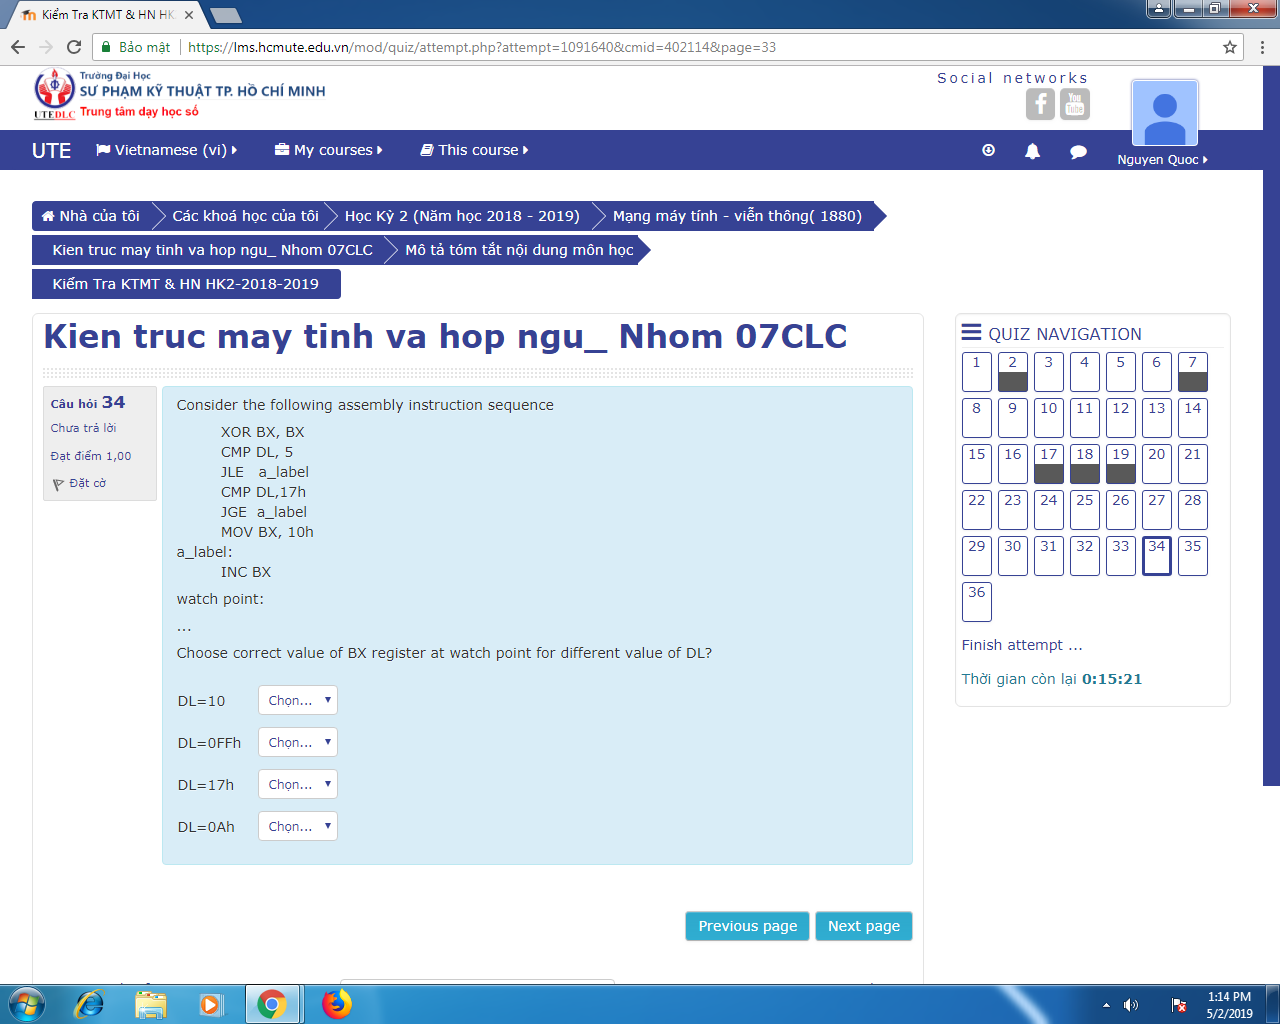 Kiểm Tra KTMT & HN HK
Bảo mật
https://lms.hcmute.edu.vn/mod/quiz/attempt.php?attempt=1091640&cmid=402114&page=33
Trường Đại Học
SƯ PHẠM KỸ THUẬT TP. HỒ CHÍ MINH
UTEDLC Trung tâm dạy học số
Social networks
You
Tube
UTE
Vietnamese (vi)
My courses
This course
Nguyen Quoc
Nhà của tôi
Các khoá học của tôi
Học Kỳ 2 (Năm học 2018 - 2019)
Mạng máy tính - viễn thông( 1880)
Kien truc may tinh va hop ngu_ Nhom 07CLC
Mô tả tóm tắt nội dung môn học
Kiểm Tra KTMT & HN HK2-2018-2019
Kien truc may tinh va hop ngu_ Nhom 07CLC
Câu hỏi 34
Chưa trả lời
Đạt điểm 1,00
Đặt cờ
Consider the following assembly instruction sequence
XOR BX, BX
CMP DL, 5
JLE a_label
CMP DL,17h
JGE a_label
MOV BX, 10h
a_label:
INC BX
watch point:
...
Choose correct value of BX register at watch point for different value of DL?
DL=10 Chọn...
DL=0FFh Chọn...
DL=17h Chọn...
DL=0Ah Chọn...
Previous page
Next page
QUIZ NAVIGATION
1 2 3 4 5 6 7
8 9 10 11 12 13 14
15 16 17 18 19 20 21
22 23 24 25 26 27 28
29 30 31 32 33 34 35
36
Finish attempt ...
Thời gian còn lại 0:15:21
1:14 PM
5/2/2019